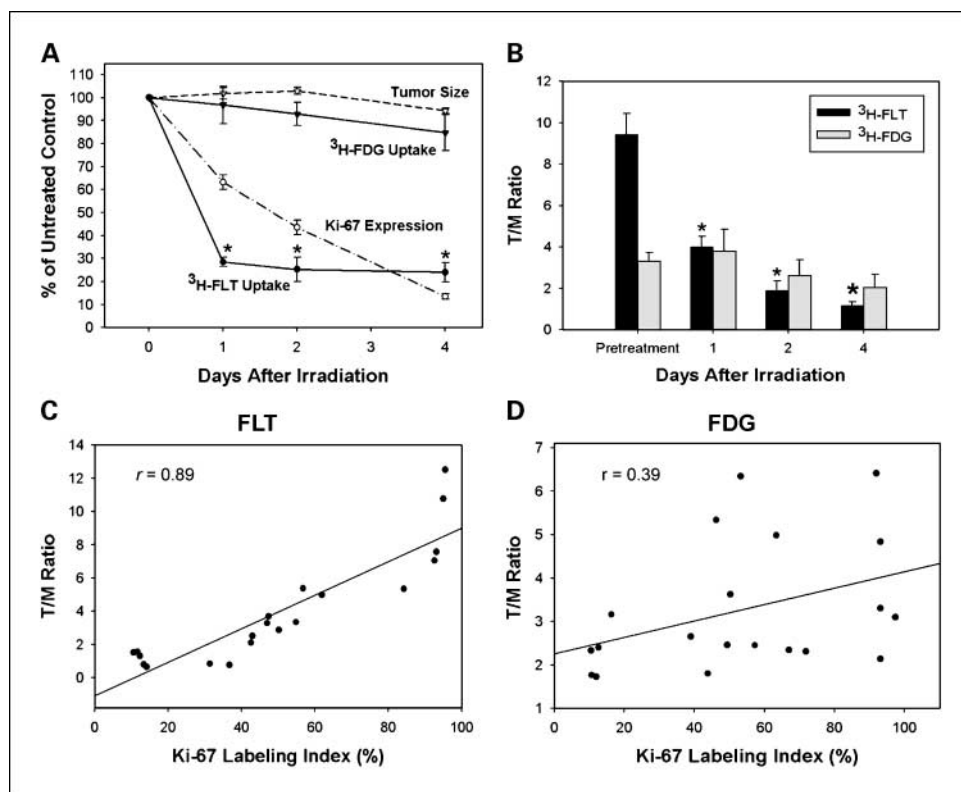 A
110
100
90
80
70
60
50
40
30
20
10
0
% of Untreated Control
Tumor Size
³H-FDG Uptake
Ki-67 Expression
*
*
*
³H-FLT Uptake
0 1 2 3 4
Days After Irradiation
B
12
10
8
6
4
2
0
T/M Ratio
³H-FLT
³H-FDG
*
*
*
Pretreatment 1 2 4
Days After Irradiation
C
FLT
14
12
10
8
6
4
2
0
T/M Ratio
r = 0.89
0 20 40 60 80 100
Ki-67 Labeling Index (%)
D
FDG
7
6
5
4
3
2
1
T/M Ratio
r = 0.39
0 20 40 60 80 100
Ki-67 Labeling Index (%)